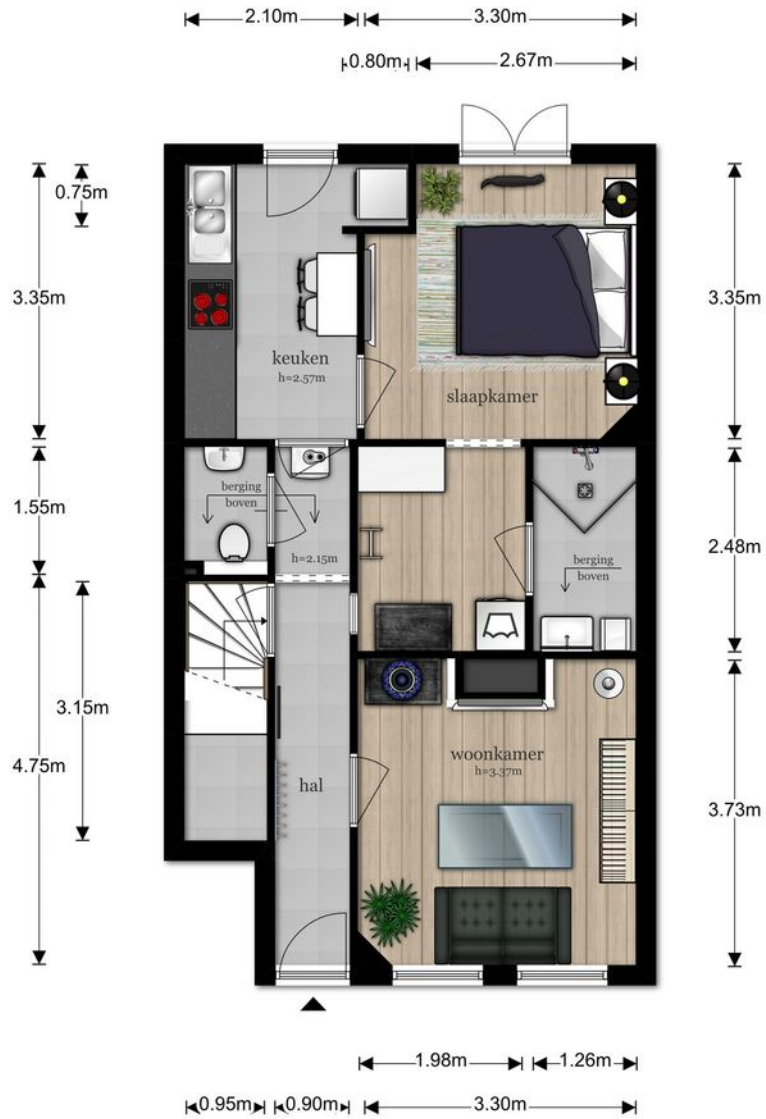 2.10m
3.30m
0.80m
2.67m
0.75m
3.35m
3.35m
keuken
h=2.57m
slaapkamer
1.55m
berging
boven
h=2.15m
2.48m
berging
boven
3.15m
4.75m
hal
woonkamer
h=3.37m
3.73m
1.98m
1.26m
0.95m
0.90m
3.30m